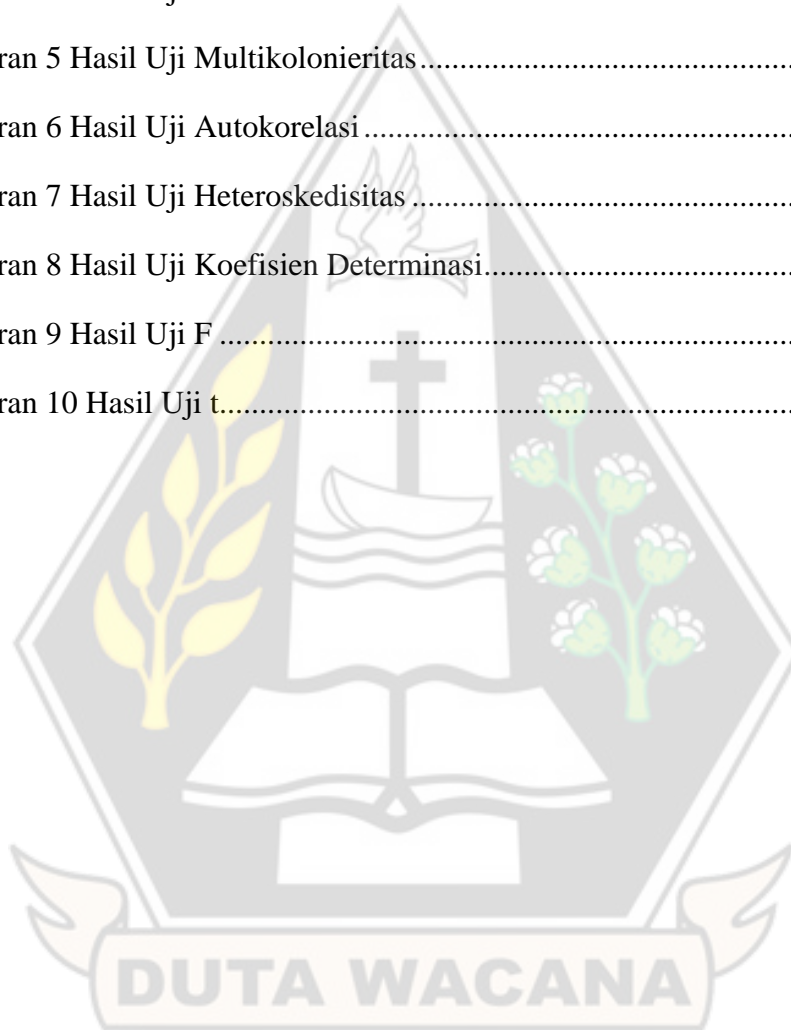 ran 5 Hasil Uji Multikolonieritas
ran 6 Hasil Uji Autokorelasi
ran 7 Hasil Uji Heteroskedisitas
ran 8 Hasil Uji Koefisien Determinasi
ran 9 Hasil Uji F
ran 10 Hasil Uji t
DUTA WACANA